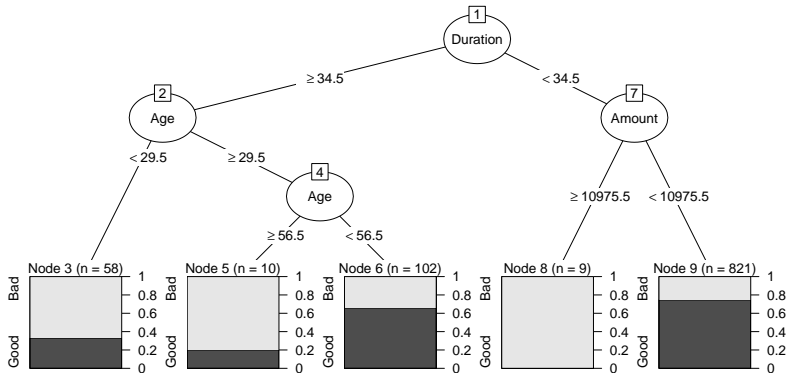 1
Duration
≥ 34.5
< 34.5
2
Age
7
Amount
< 29.5
≥ 29.5
4
Age
≥ 10975.5
< 10975.5
≥ 56.5
< 56.5
Node 3 (n = 58)
Bad
Good
1
0.8
0.6
0.4
0.2
0
Node 5 (n = 10)
Bad
Good
1
0.8
0.6
0.4
0.2
0
Node 6 (n = 102)
Bad
Good
1
0.8
0.6
0.4
0.2
0
Node 8 (n = 9)
Bad
Good
1
0.8
0.6
0.4
0.2
0
Node 9 (n = 821)
Bad
Good
1
0.8
0.6
0.4
0.2
0